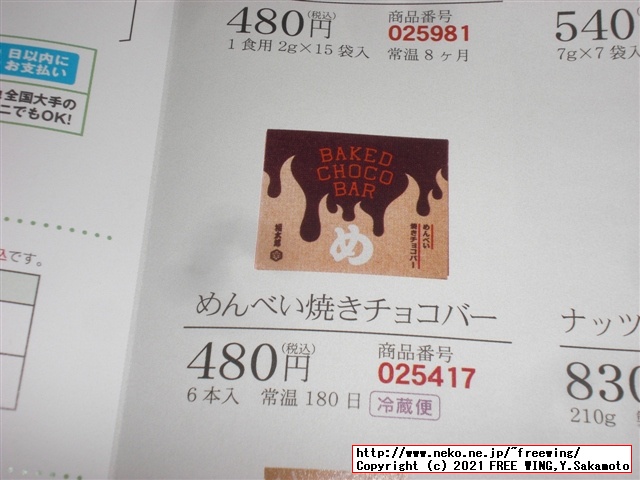 480円(税込)
商品番号
025981
1食用2g×15袋入 常温8ヶ月
540
7g×7袋入
日以内に
お支払い
!全国大手の
ニでもOK!
BAKED
CHOCO
BAR
福太郎
め
めんべい
焼きチョコバー
込です。
めんべい焼きチョコバー
480円(税込)
商品番号
025417
6本入 常温180日 冷蔵便
ナッツ
830
210g
http://www.neko.ne.jp/~freewing/
Copyright (c) 2021 FREE WING,Y.Sakamoto